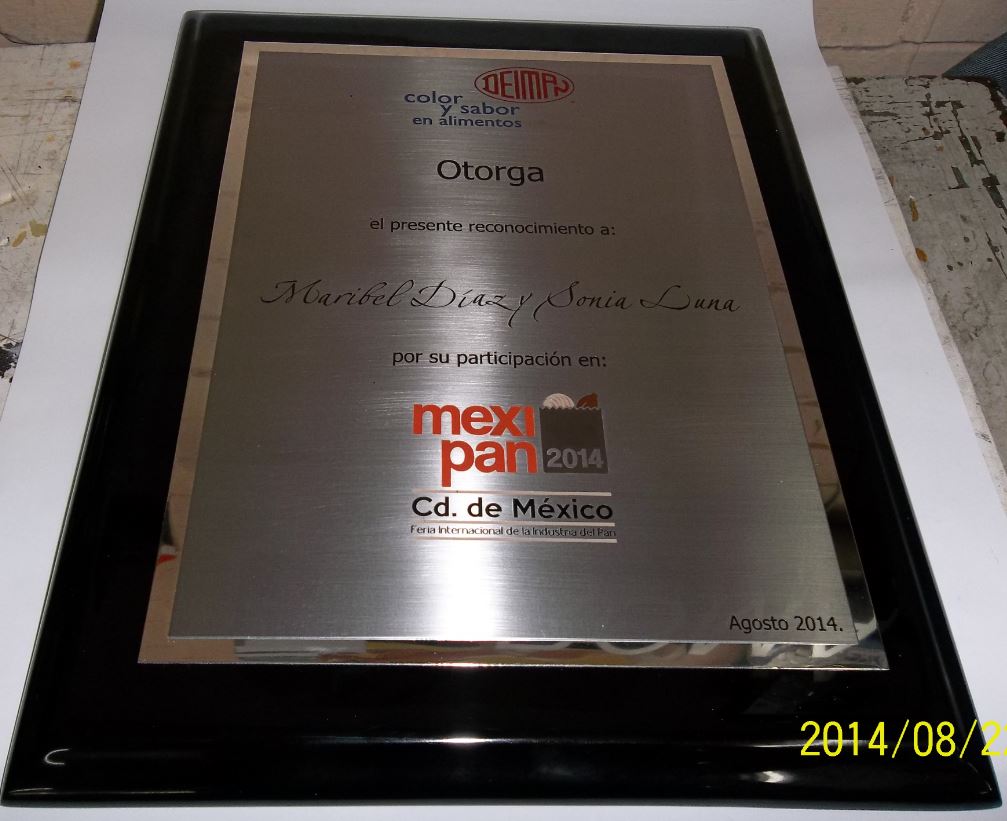 DEIMAN
color
y sabor
en alimentos
Otorga
el presente reconocimiento a:
Maribel Díaz y Sonia Luna
por su participación en:
mexi
pan 2014
Cd. de México
Feria Internacional de la Industria del Pan
Agosto 2014.
2014/08/2